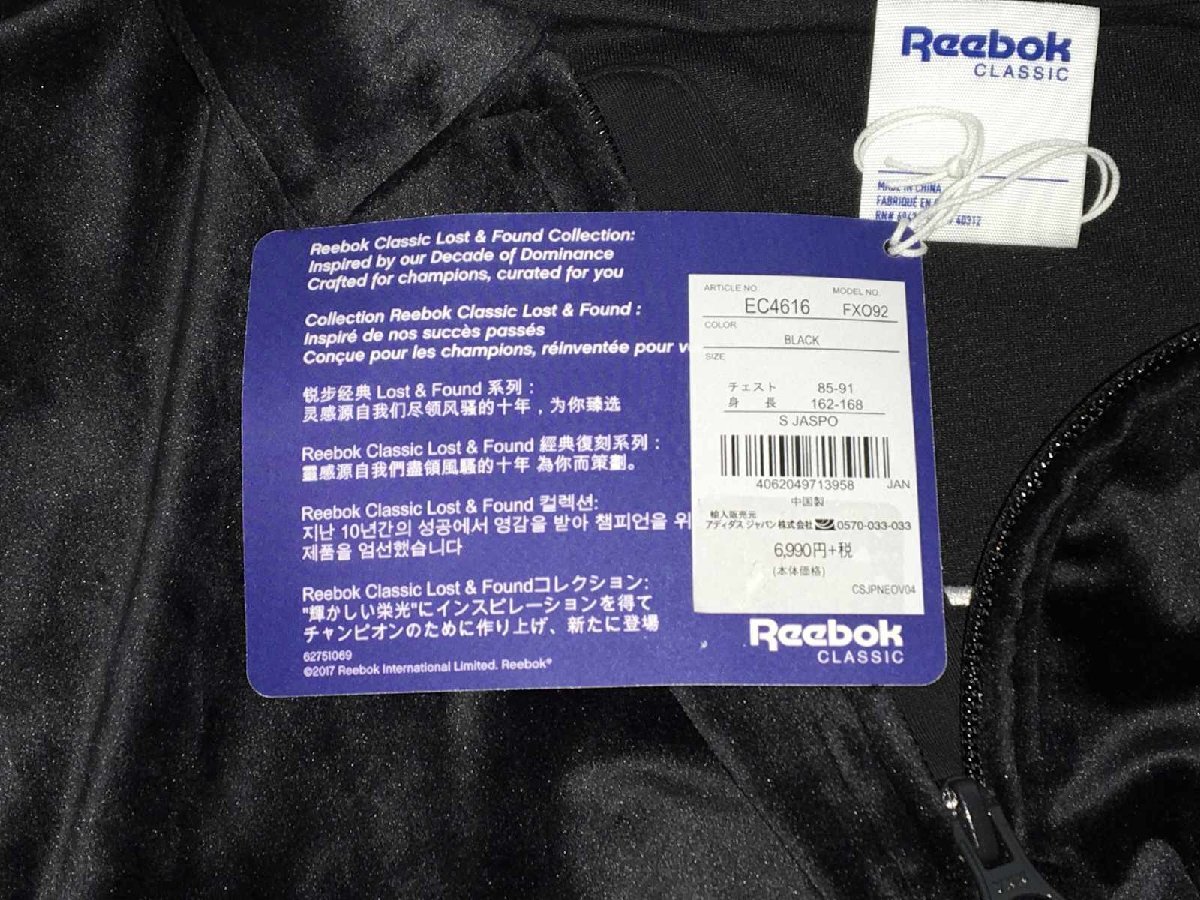 Reebok
CLASSIC
MADE IN CHINA
FABRIQUÉ EN
RN#
40312
Reebok Classic Lost & Found Collection:
Inspired by our Decade of Dominance
Crafted for champions, curated for you
Collection Reebok Classic Lost & Found :
Inspiré de nos succès passés
Conçue pour les champions, réinventée pour
锐步经典 Lost & Found 系列：
灵感源自我们尽领风骚的十年，为你臻选
Reebok Classic Lost & Found 經典復刻系列：
靈感源自我們盡領風騷的十年 為你而策劃。
Reebok Classic Lost & Found 컬렉션:
지난 10년간의 성공에서 영감을 받아 챔피언을 위
제품을 엄선했습니다
Reebok Classic Lost & Foundコレクション:
"輝かしい栄光"にインスピレーションを得て
チャンピオンのために作り上げ、新たに登場
62751069
©2017 Reebok International Limited. Reebok®
ARTICLE NO.
MODEL NO.
EC4616
FXO92
COLOR
BLACK
SIZE
チェスト 85-91
身長 162-168
S JASPO
4062049713958 JAN
中国製
輸入販売元
アディダス ジャパン株式会社 0570-033-033
6,990円+税
(本体価格)
CSJPNEOV04
Reebok
CLASSIC